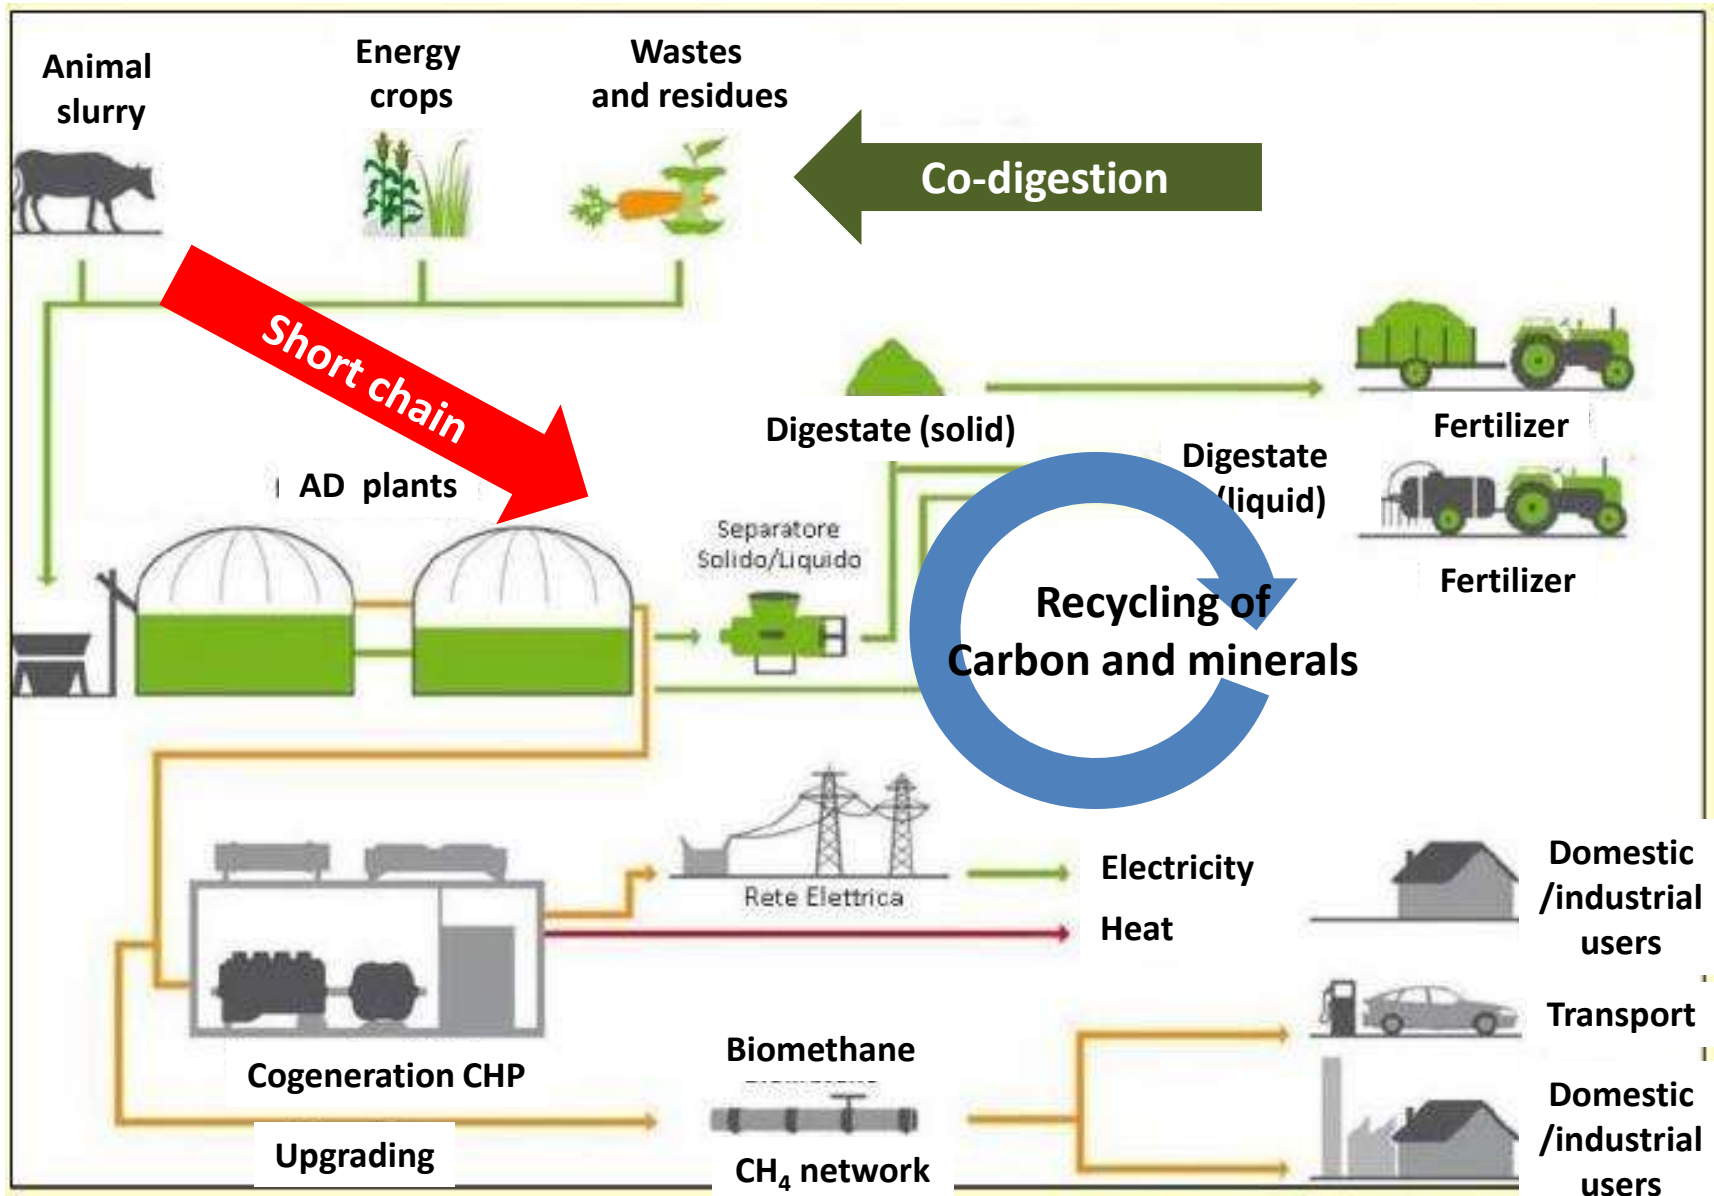 Animal
slurry
Energy
crops
Wastes
and residues
Co-digestion
Short chain
Digestate (solid)
Fertilizer
Digestate
(liquid)
Fertilizer
AD plants
Separatore
Solido/Liquido
Recycling of
Carbon and minerals
Rete Elettrica
Electricity
Heat
Domestic
/industrial
users
Cogeneration CHP
Transport
Biomethane
Upgrading
CH₄ network
Domestic
/industrial
users